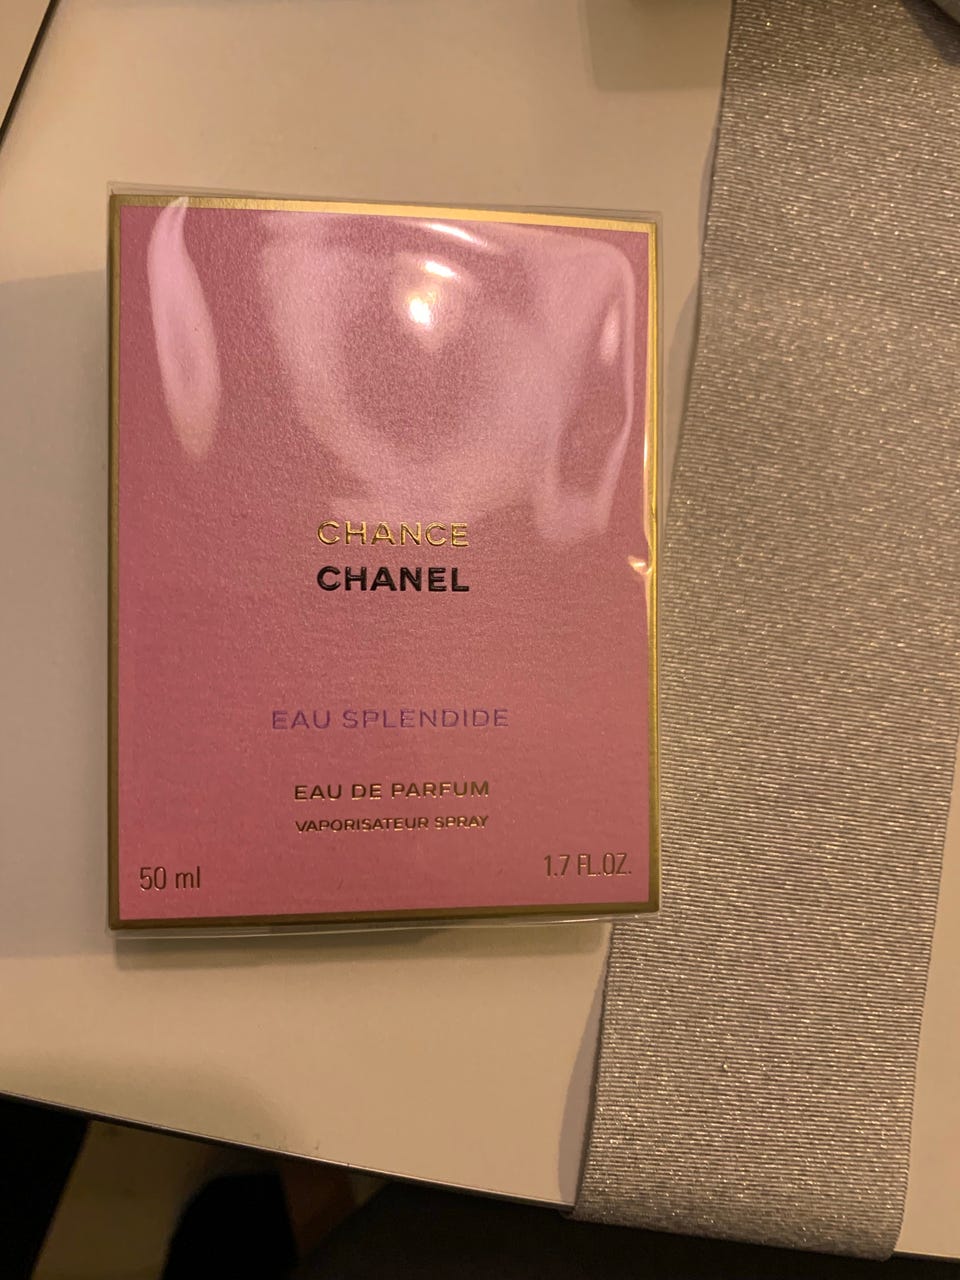 CHANCE
CHANEL
EAU SPLENDIDE
EAU DE PARFUM
VAPORISATEUR SPRAY
50 ml
1.7 FL.OZ.